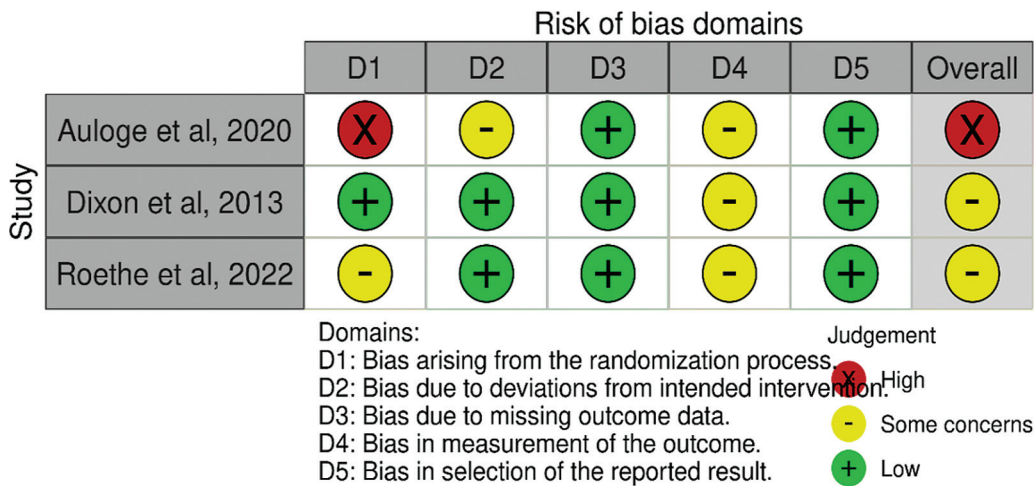 Risk of bias domains
D1 D2 D3 D4 D5 Overall
Study
Auloge et al, 2020 X - + - + X
Dixon et al, 2013 + + + - + -
Roethe et al, 2022 - + + - + -
Domains:
D1: Bias arising from the randomization process.
D2: Bias due to deviations from intended intervention.
D3: Bias due to missing outcome data.
D4: Bias in measurement of the outcome.
D5: Bias in selection of the reported result.
Judgement
X High
- Some concerns
+ Low